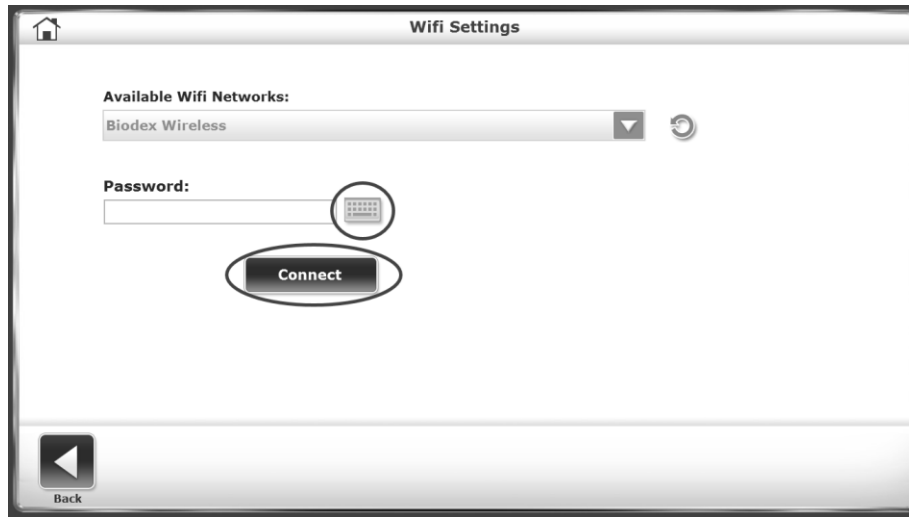 Wifi Settings
Available Wifi Networks:
Biodex Wireless
Password:
Connect
Back